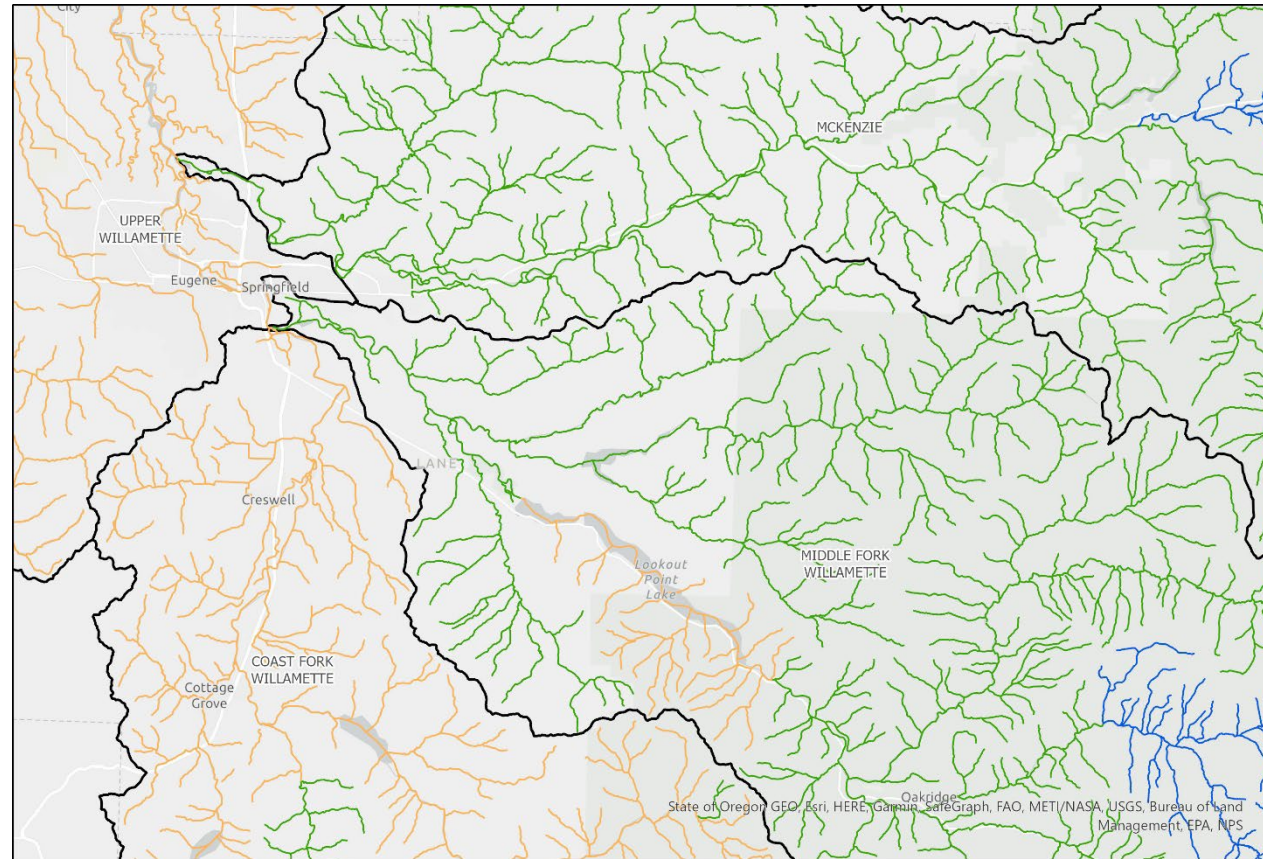 City
MCKENZIE
UPPER
WILLAMETTE
Eugene
Springfield
LANE
Creswell
MIDDLE FORK
WILLAMETTE
Lookout
Point
Lake
COAST FORK
WILLAMETTE
Cottage
Grove
Oakridge
State of Oregon GEO, Esri, HERE, Garmin, SafeGraph, FAO, METI/NASA, USGS, Bureau of Land
Management, EPA, NPS